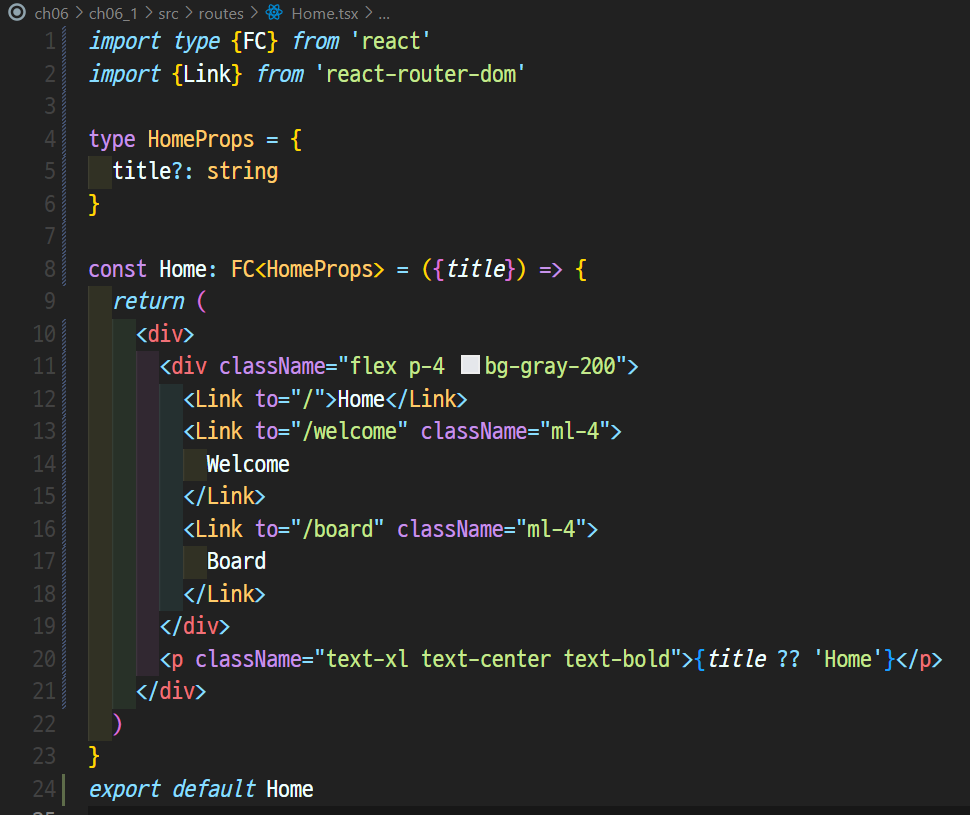 ch06 > ch06_1 > src > routes > Home.tsx > ...
1 import type {FC} from 'react'
2 import {Link} from 'react-router-dom'
3
4 type HomeProps = {
5 title?: string
6 }
7
8 const Home: FC<HomeProps> = ({title}) => {
9 return (
10 <div>
11 <div className="flex p-4 bg-gray-200">
12 <Link to="/">Home</Link>
13 <Link to="/welcome" className="ml-4">
14 Welcome
15 </Link>
16 <Link to="/board" className="ml-4">
17 Board
18 </Link>
19 </div>
20 <p className="text-xl text-center text-bold">{title ?? 'Home'}</p>
21 </div>
22 )
23 }
24 export default Home